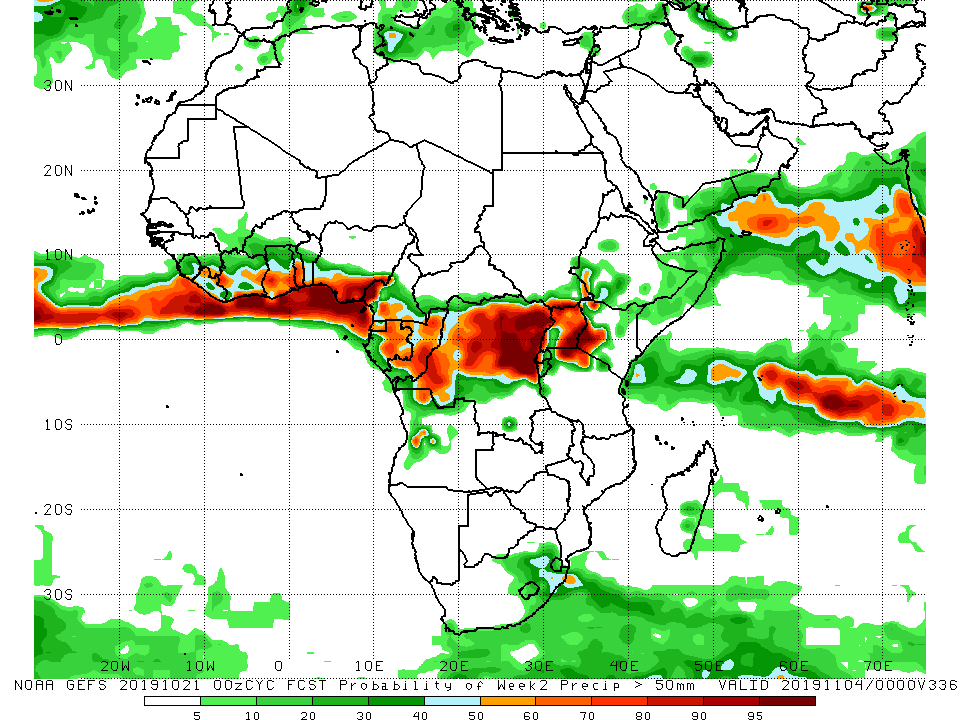 30N
20N
10N
0
10S
20S
30S
20W 10W 0 10E 20E 30E 40E 50E 60E 70E
NOAA GEFS 20191021 00zCYC FCST Probability of Week2 Precip > 50mm VALID 20191104/0000V336
5 10 20 30 40 50 60 70 80 90 95